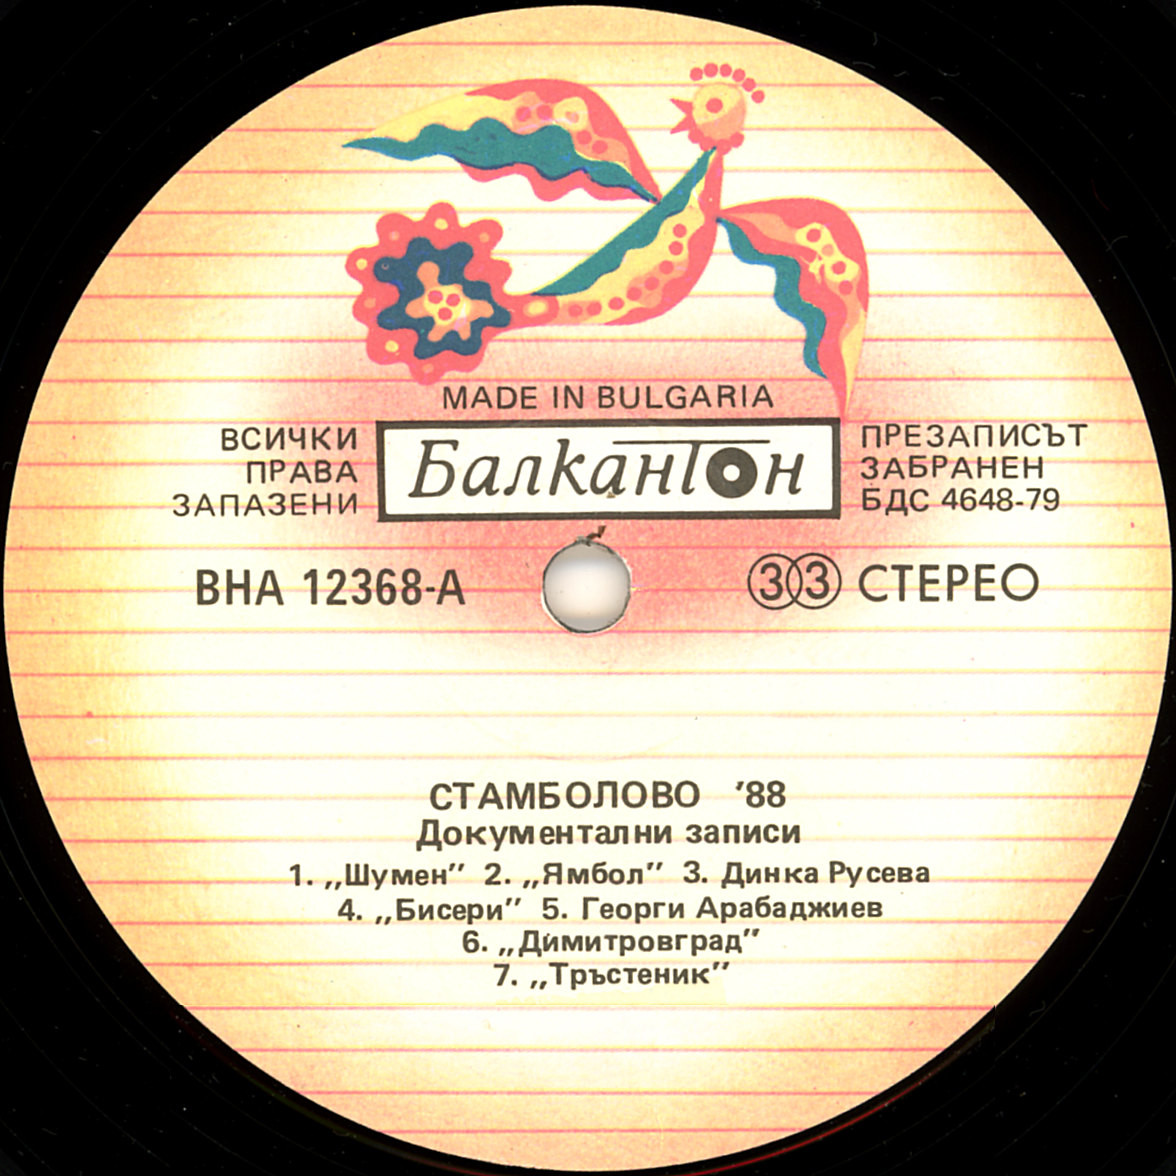 MADE IN BULGARIA
ВСИЧКИ
ПРАВА
ЗАПАЗЕНИ
Балкантон
ПРЕЗАПИСЪТ
ЗАБРАНЕН
БДС 4648-79
ВНА 12368-А
33 СТЕРЕО
СТАМБОЛОВО '88
Документални записи
1. „Шумен” 2. „Ямбол” 3. Динка Русева
4. „Бисери” 5. Георги Арабаджиев
6. „Димитровград”
7. „Тръстеник”